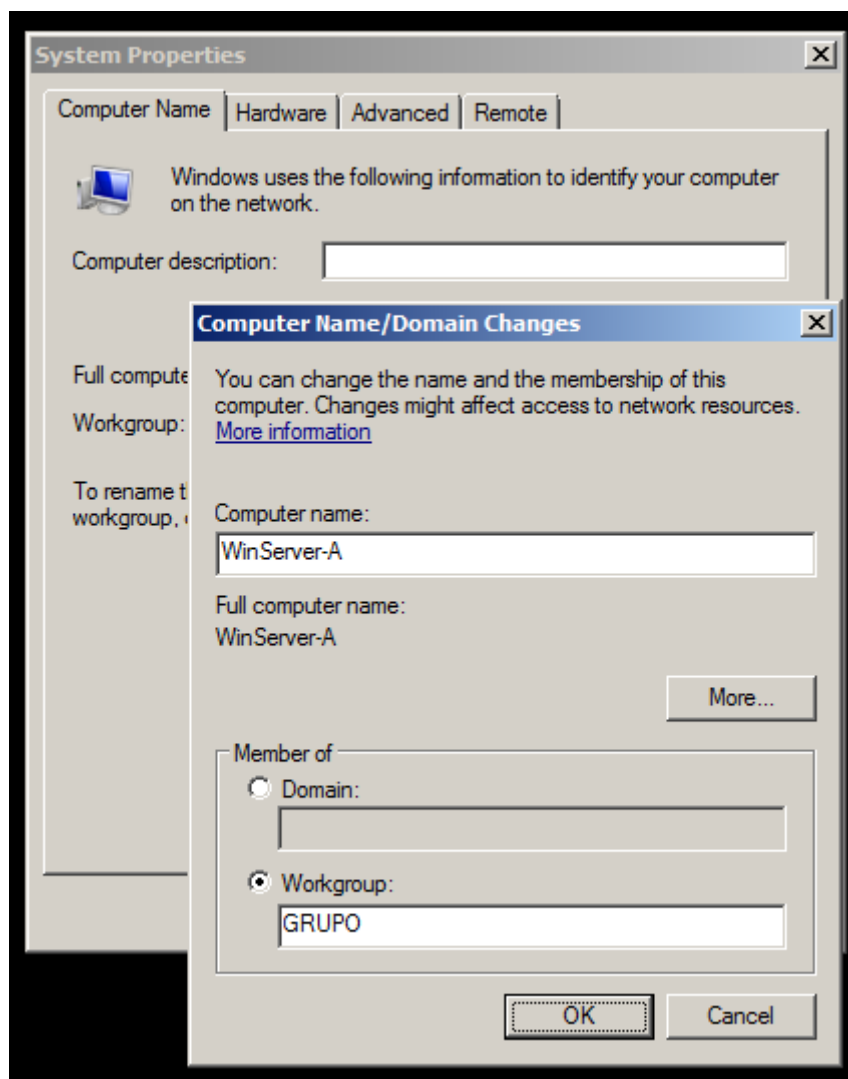 System Properties
Computer Name
Hardware
Advanced
Remote
Windows uses the following information to identify your computer
on the network.
Computer description:
Full compute
Workgroup:
To rename t
workgroup,
Computer Name/Domain Changes
You can change the name and the membership of this
computer. Changes might affect access to network resources.
More information
Computer name:
WinServer-A
Full computer name:
WinServer-A
More...
Member of
Domain:
Workgroup:
GRUPO
OK
Cancel